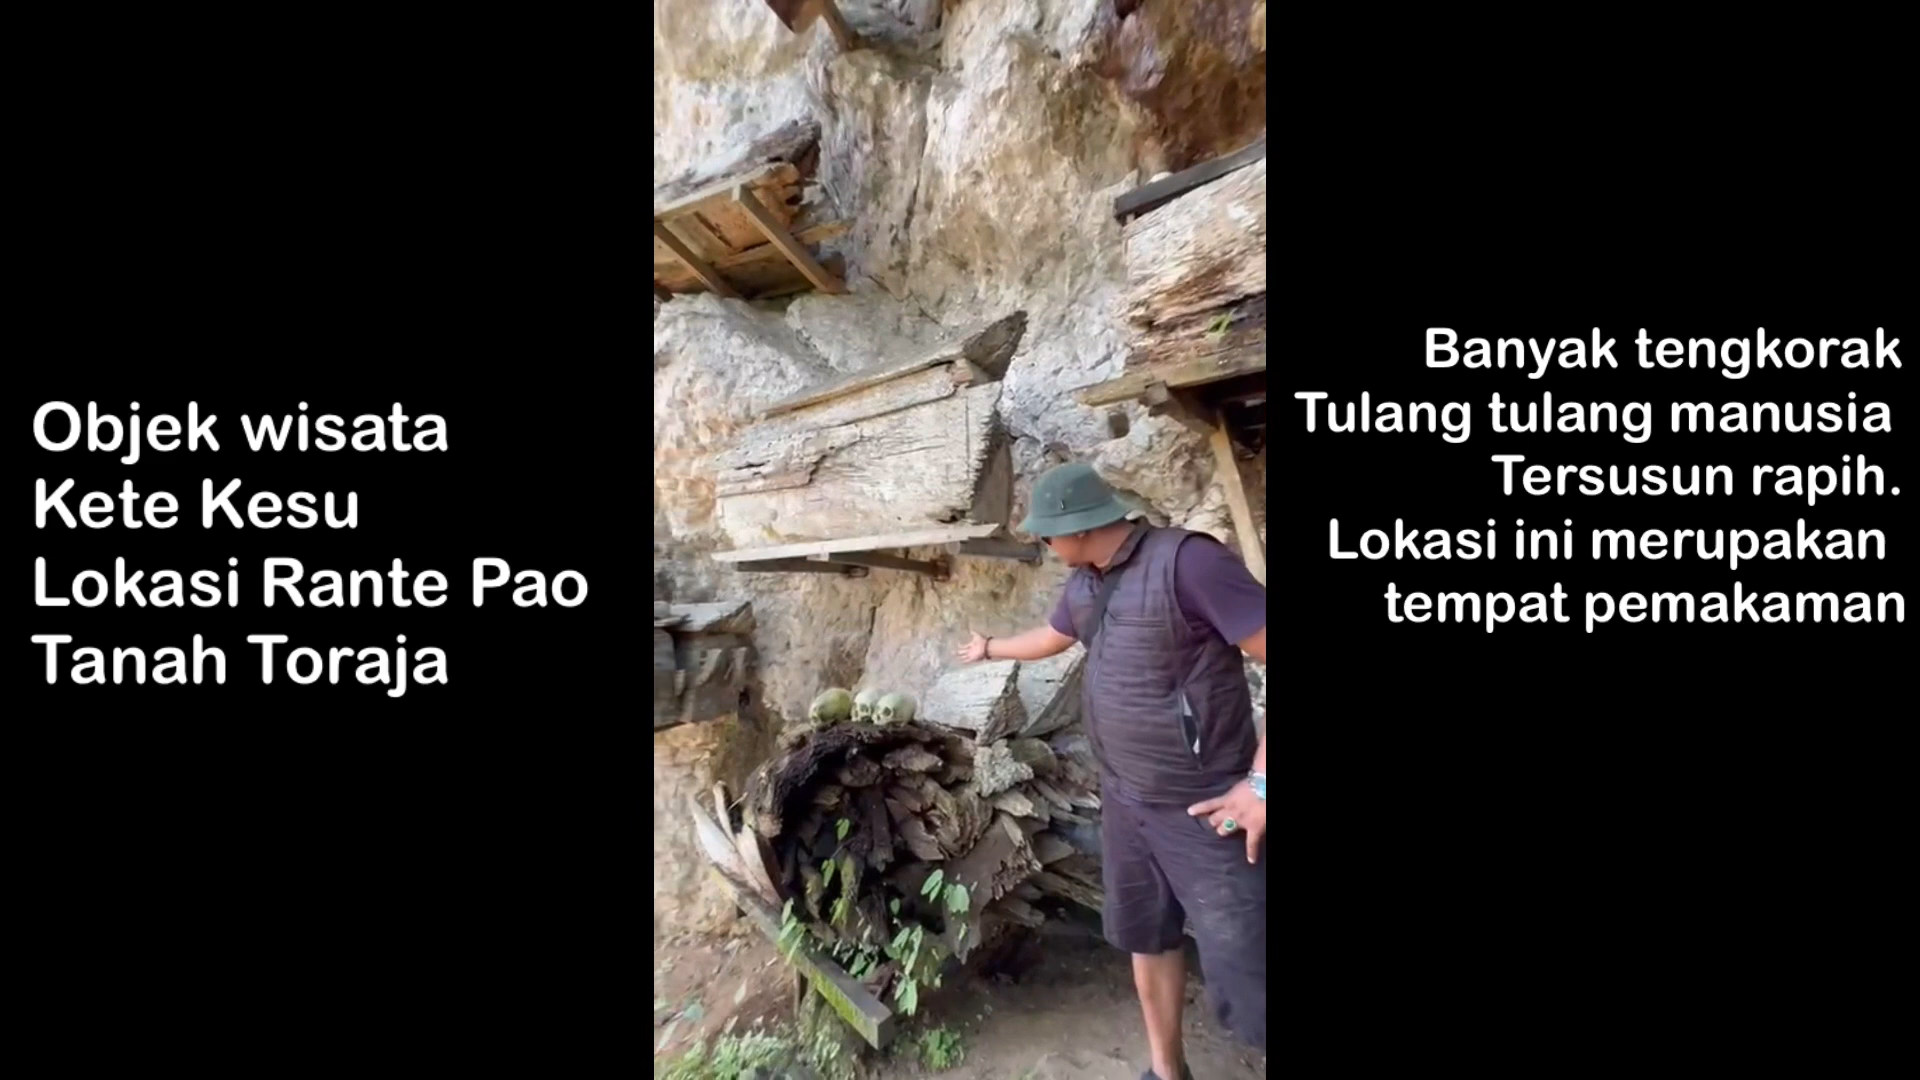 Objek wisata
Kete Kesu
Lokasi Rante Pao
Tanah Toraja
Banyak tengkorak
Tulang tulang manusia
Tersusun rapih.
Lokasi ini merupakan
tempat pemakaman